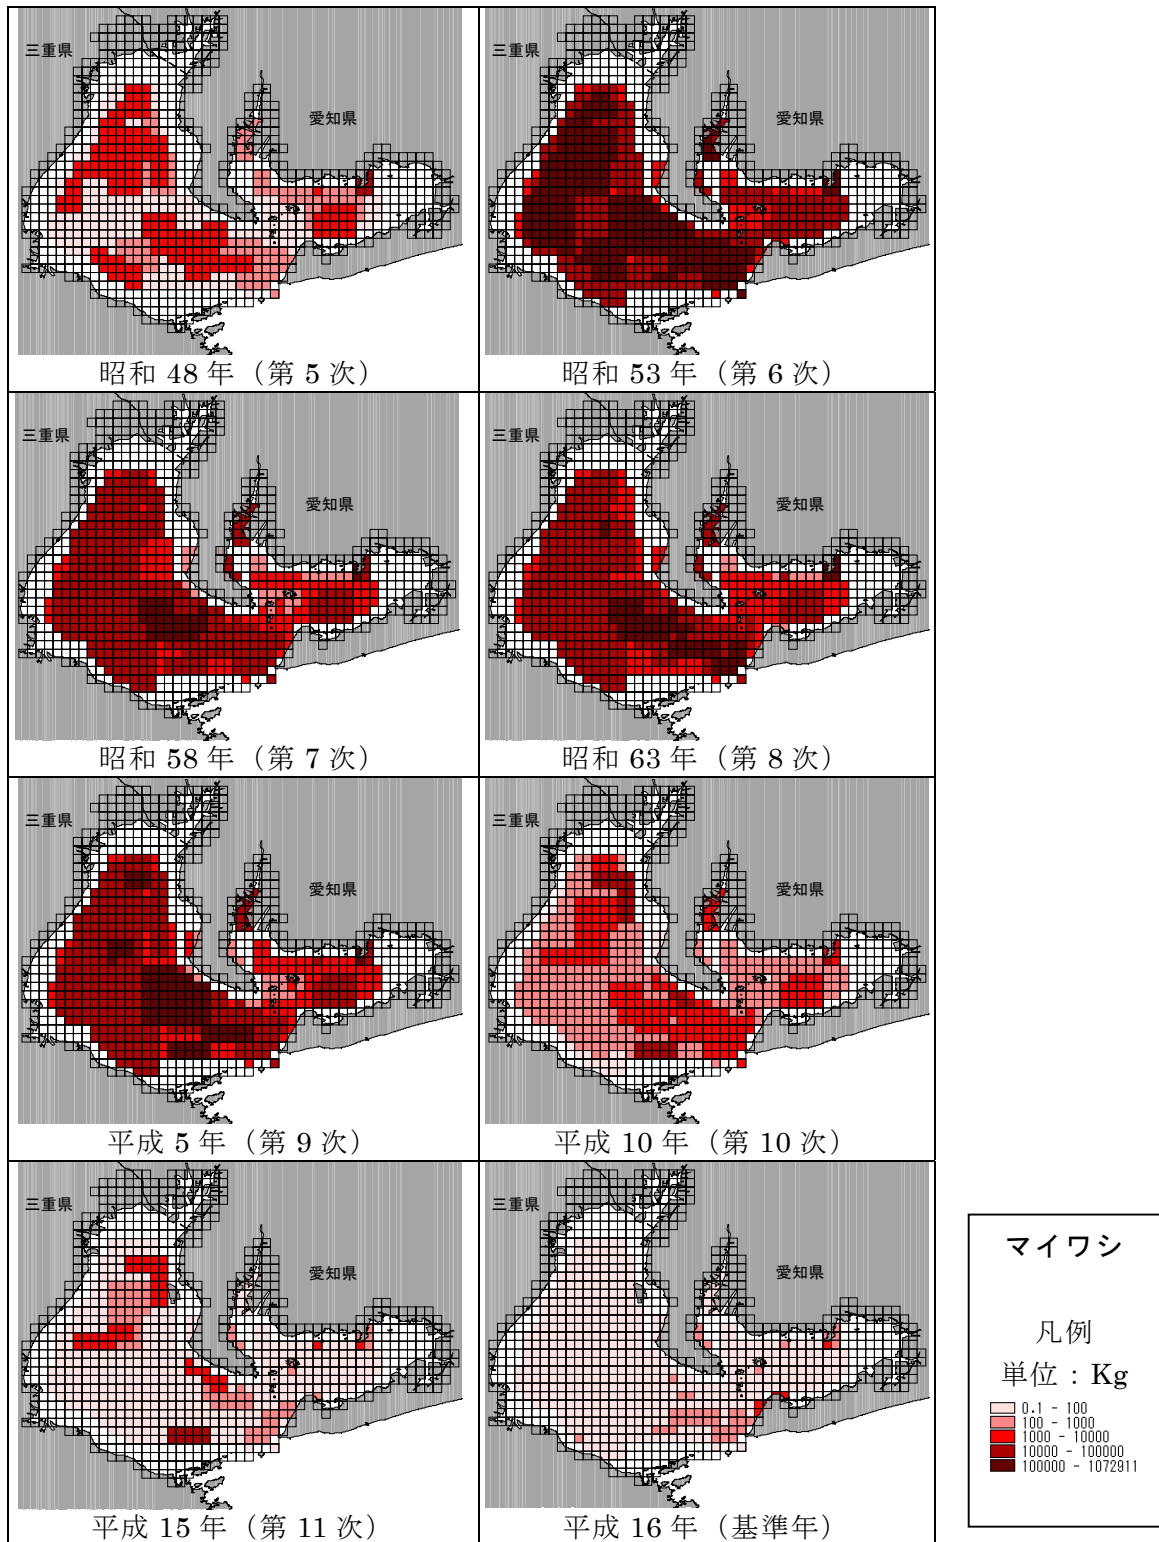 三重県
愛知県
昭和 48 年（第 5 次）
三重県
愛知県
昭和 53 年（第 6 次）
三重県
愛知県
昭和 58 年（第 7 次）
三重県
愛知県
昭和 63 年（第 8 次）
三重県
愛知県
平成 5 年（第 9 次）
三重県
愛知県
平成 10 年（第 10 次）
三重県
愛知県
平成 15 年（第 11 次）
三重県
愛知県
平成 16 年（基準年）
マイワシ
凡例
単位：Kg
0.1 - 100
100 - 1000
1000 - 10000
10000 - 100000
100000 - 1072911